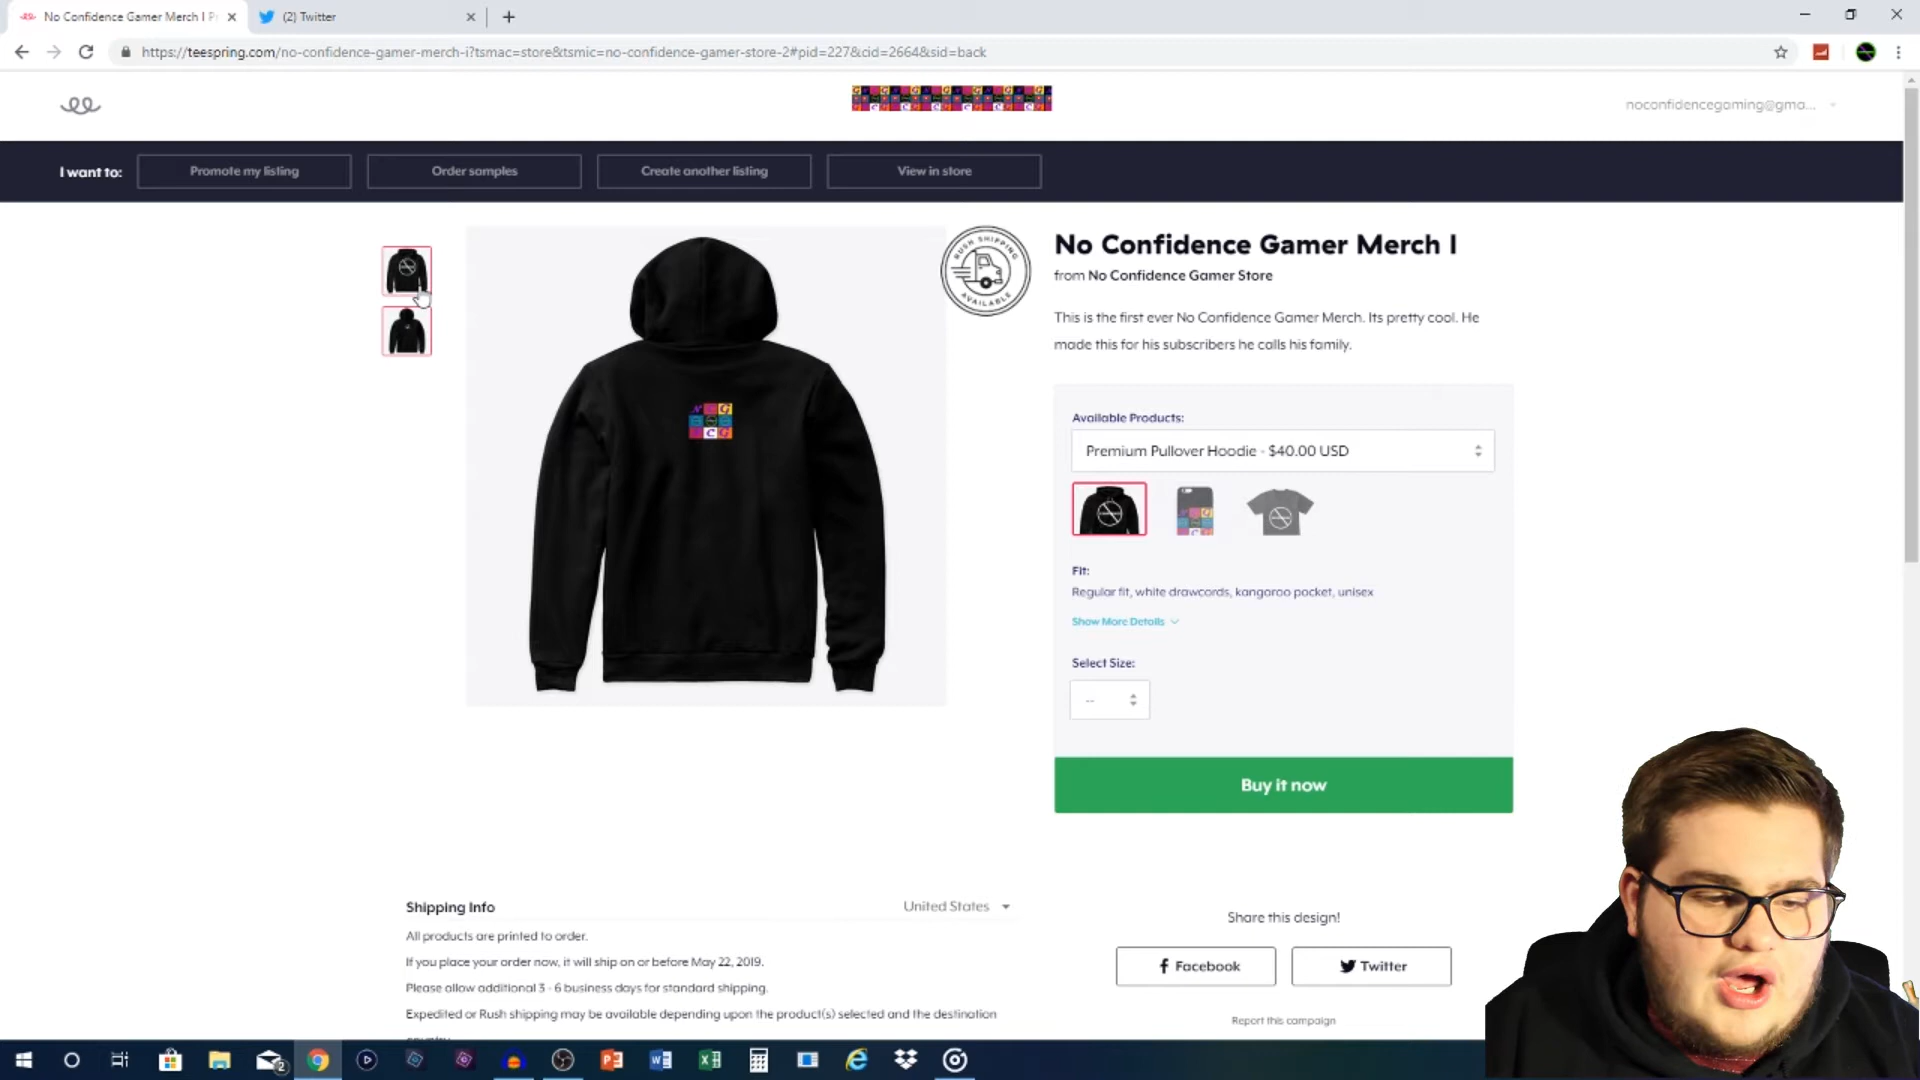 No Confidence Gamer Merch I P
(2) Twitter
https://teespring.com/no-confidence-gamer-merch-i?tsmac=store&tsmic=no-confidence-gamer-store-2#pid=227&cid=2664&sid=back
noconfidencegaming@gma...
I want to:
Promote my listing
Order samples
Create another listing
View in store
RUSH SHIPPING
AVAILABLE
No Confidence Gamer Merch I
from No Confidence Gamer Store
This is the first ever No Confidence Gamer Merch. Its pretty cool. He
made this for his subscribers he calls his family.
Available Products:
Premium Pullover Hoodie - $40.00 USD
Fit:
Regular fit, white drawcords, kangaroo pocket, unisex
Show More Details
Select Size:
--
Buy it now
Shipping Info
United States
All products are printed to order.
If you place your order now, it will ship on or before May 22, 2019.
Please allow additional 3 - 6 business days for standard shipping.
Expedited or Rush shipping may be available depending upon the product(s) selected and the destination
Share this design!
Facebook
Twitter
Report this campaign